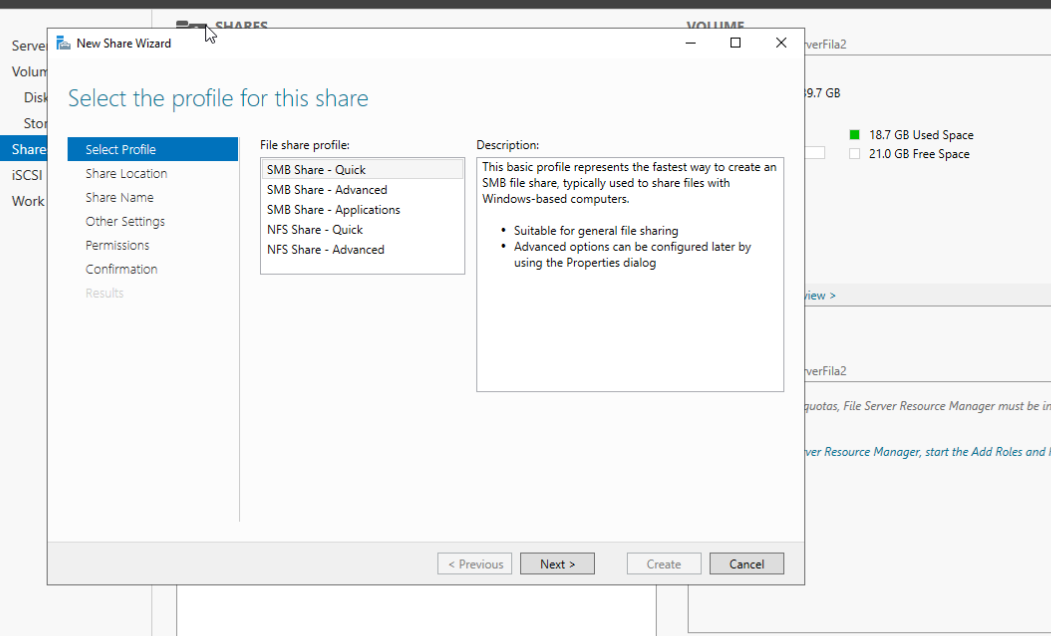 SHARES
VOLUME
New Share Wizard
Server
verFila2
Volum
Select the profile for this share
Disk
39.7 GB
Stor
18.7 GB Used Space
21.0 GB Free Space
Share
iSCSI
Work
Select Profile
Share Location
Share Name
Other Settings
Permissions
Confirmation
Results
File share profile:
SMB Share - Quick
SMB Share - Advanced
SMB Share - Applications
NFS Share - Quick
NFS Share - Advanced
Description:
This basic profile represents the fastest way to create an
SMB file share, typically used to share files with
Windows-based computers.
• Suitable for general file sharing
• Advanced options can be configured later by
using the Properties dialog
view >
verFila2
quotas, File Server Resource Manager must be in
ver Resource Manager, start the Add Roles and
< Previous
Next >
Create
Cancel